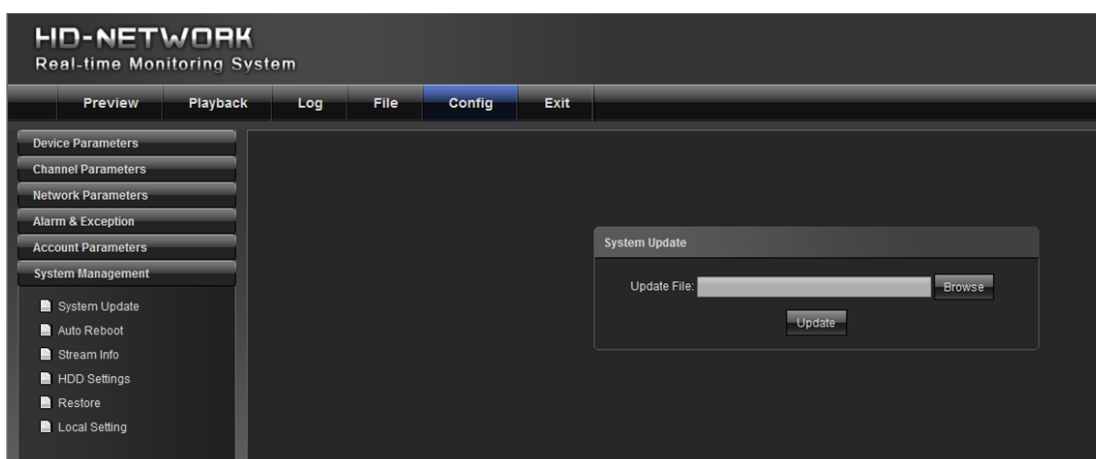 HD-NETWORK
Real-time Monitoring System
Preview Playback Log File Config Exit
Device Parameters
Channel Parameters
Network Parameters
Alarm & Exception
Account Parameters
System Management
System Update
Auto Reboot
Stream Info
HDD Settings
Restore
Local Setting
System Update
Update File: Browse
Update